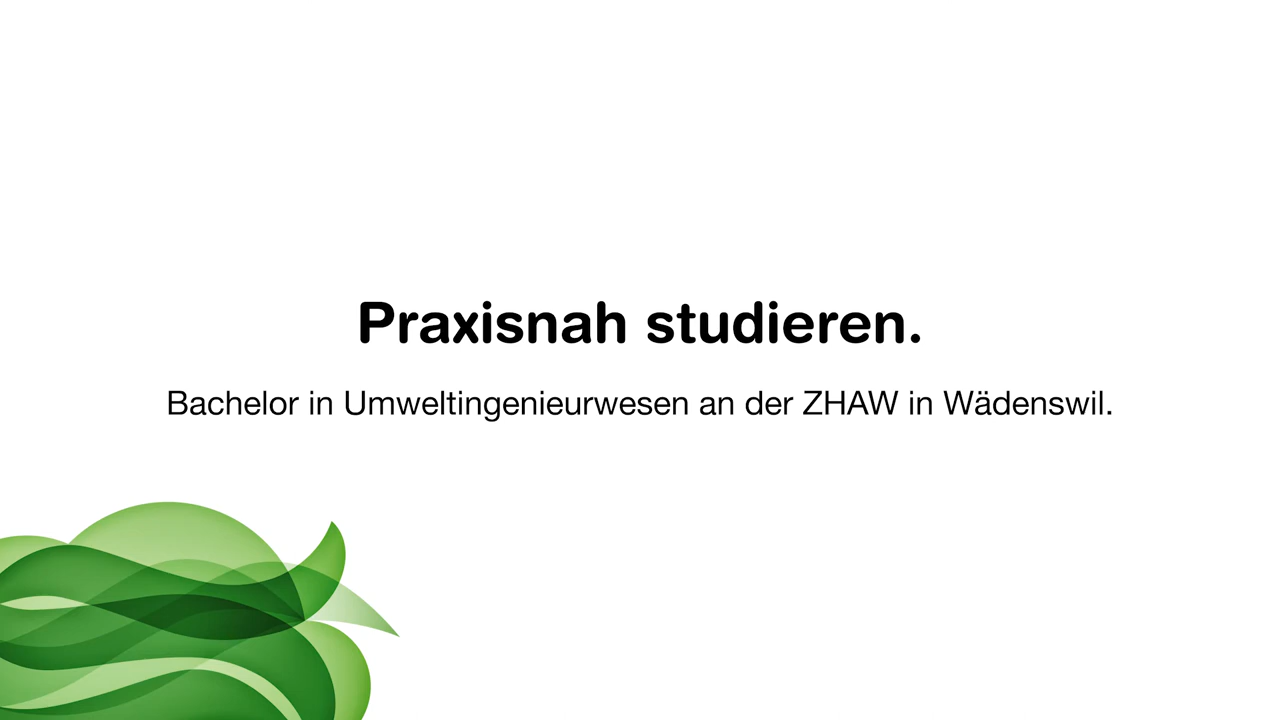 Praxisnah studieren.
Bachelor in Umweltingenieurwesen an der ZHAW in Wädenswil.